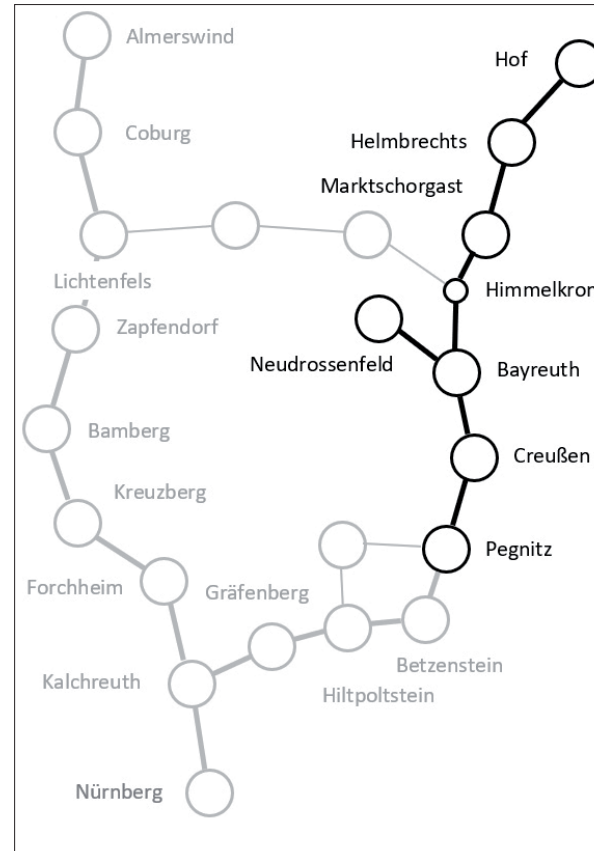 Almerswind
Hof
Coburg
Helmbrechts
Marktschorgast
Lichtenfels
Himmelkron
Zapfendorf
Neudrossenfeld
Bayreuth
Bamberg
Creußen
Kreuzberg
Pegnitz
Forchheim
Gräfenberg
Betzenstein
Kalchreuth
Hiltpoltstein
Nürnberg